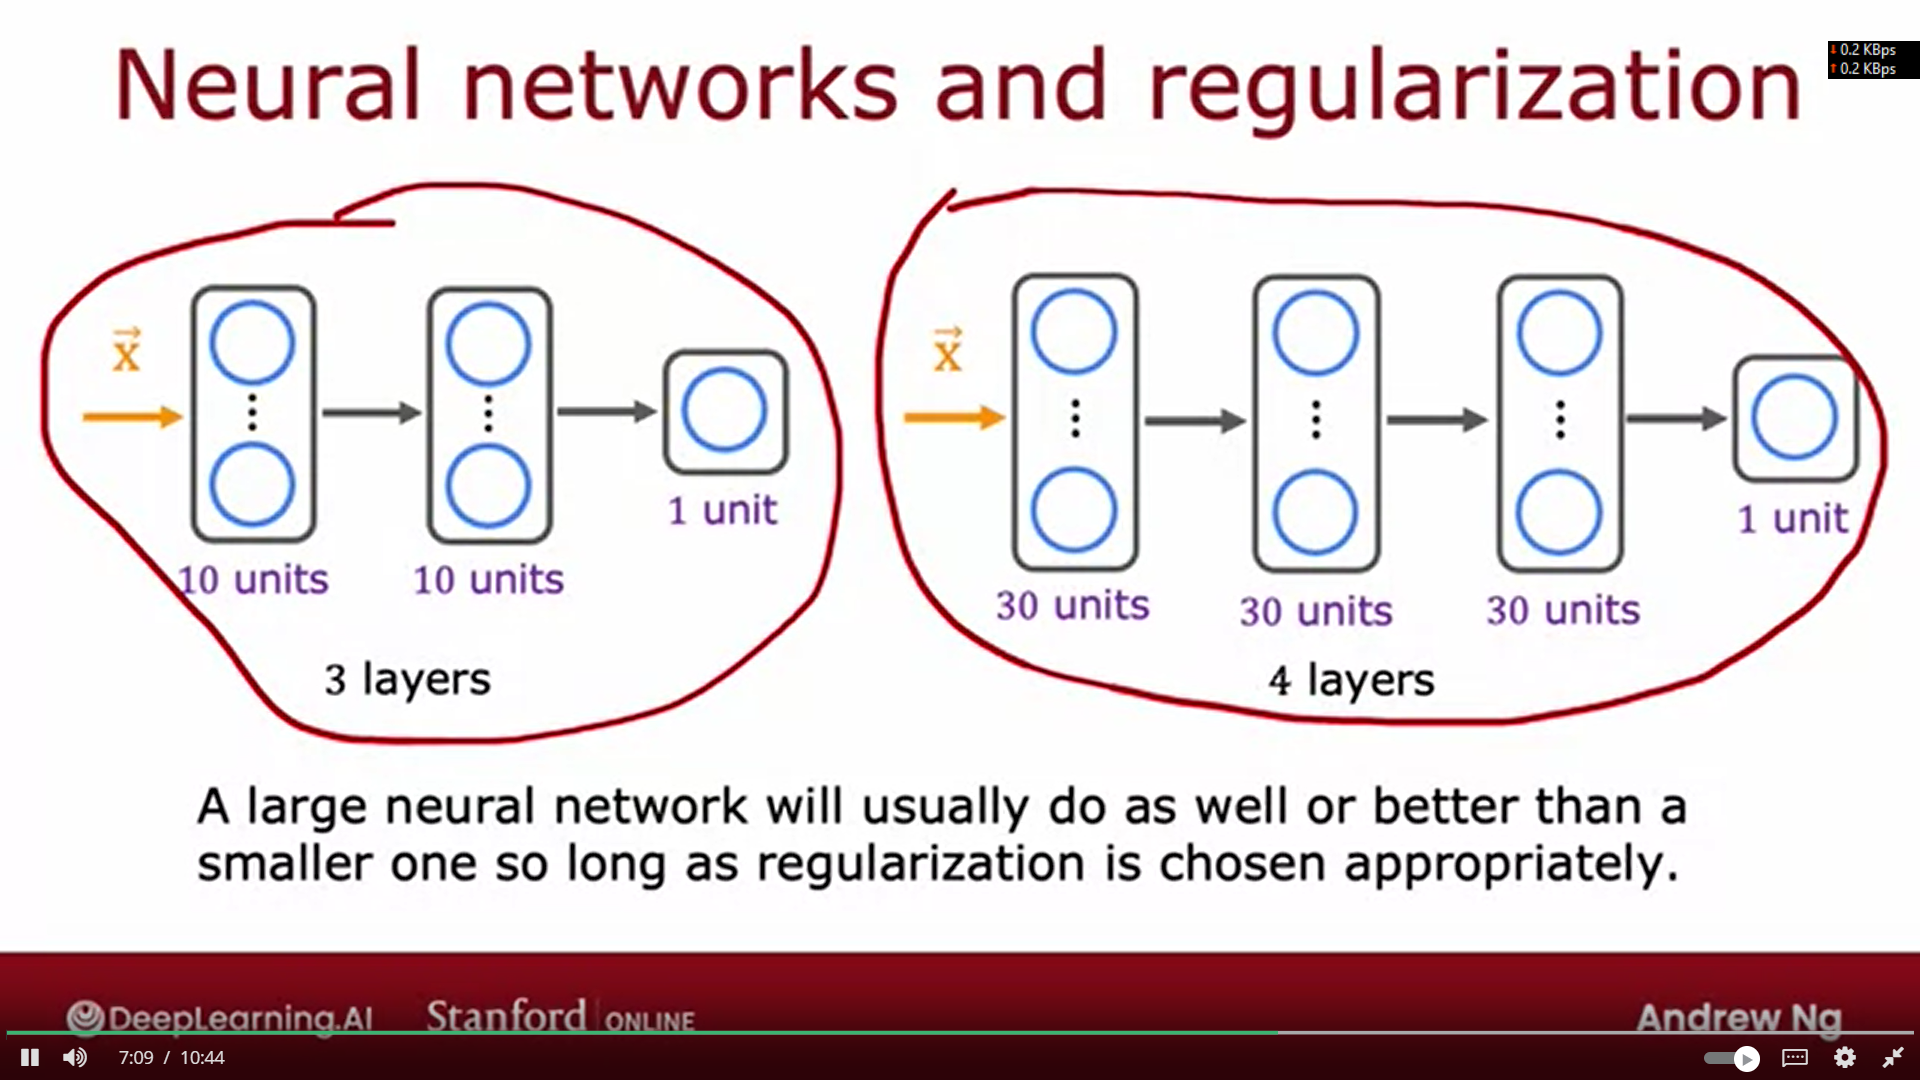 Neural networks and regularization
↓ 0.2 KBps
↑ 0.2 KBps
x⃗
10 units
10 units
1 unit
3 layers
x⃗
30 units
30 units
30 units
1 unit
4 layers
A large neural network will usually do as well or better than a
smaller one so long as regularization is chosen appropriately.
DeepLearning.AI
Stanford | ONLINE
Andrew Ng
7:09 / 10:44